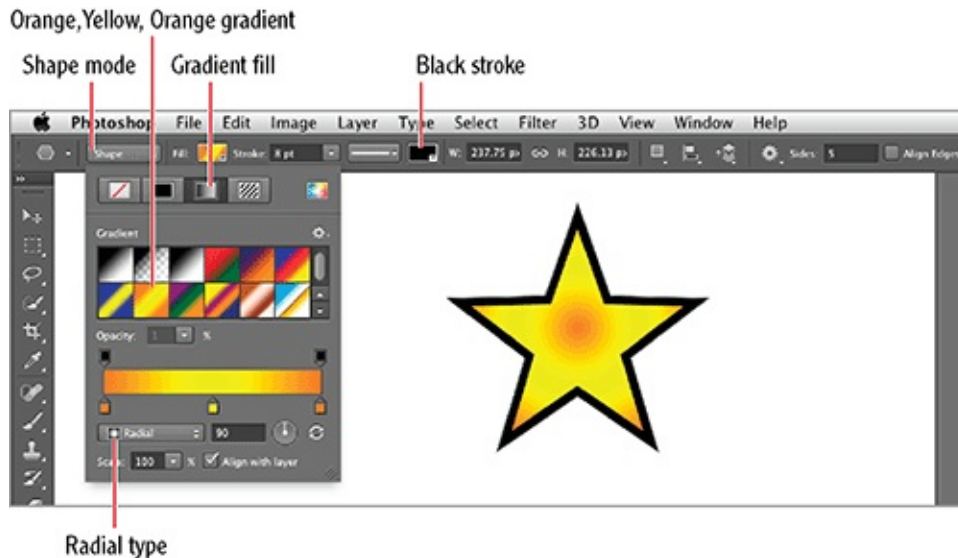 Orange, Yellow, Orange gradient
Shape mode Gradient fill Black stroke
Photoshop File Edit Image Layer Type Select Filter 3D View Window Help
Shape Fill: Stroke: 8 pt W: 237.75 px H: 226.13 px Sides: 5 Align Edges
Gradient
Opacity: %
Radial 90
Scale: 100 % Align with layer
Radial type